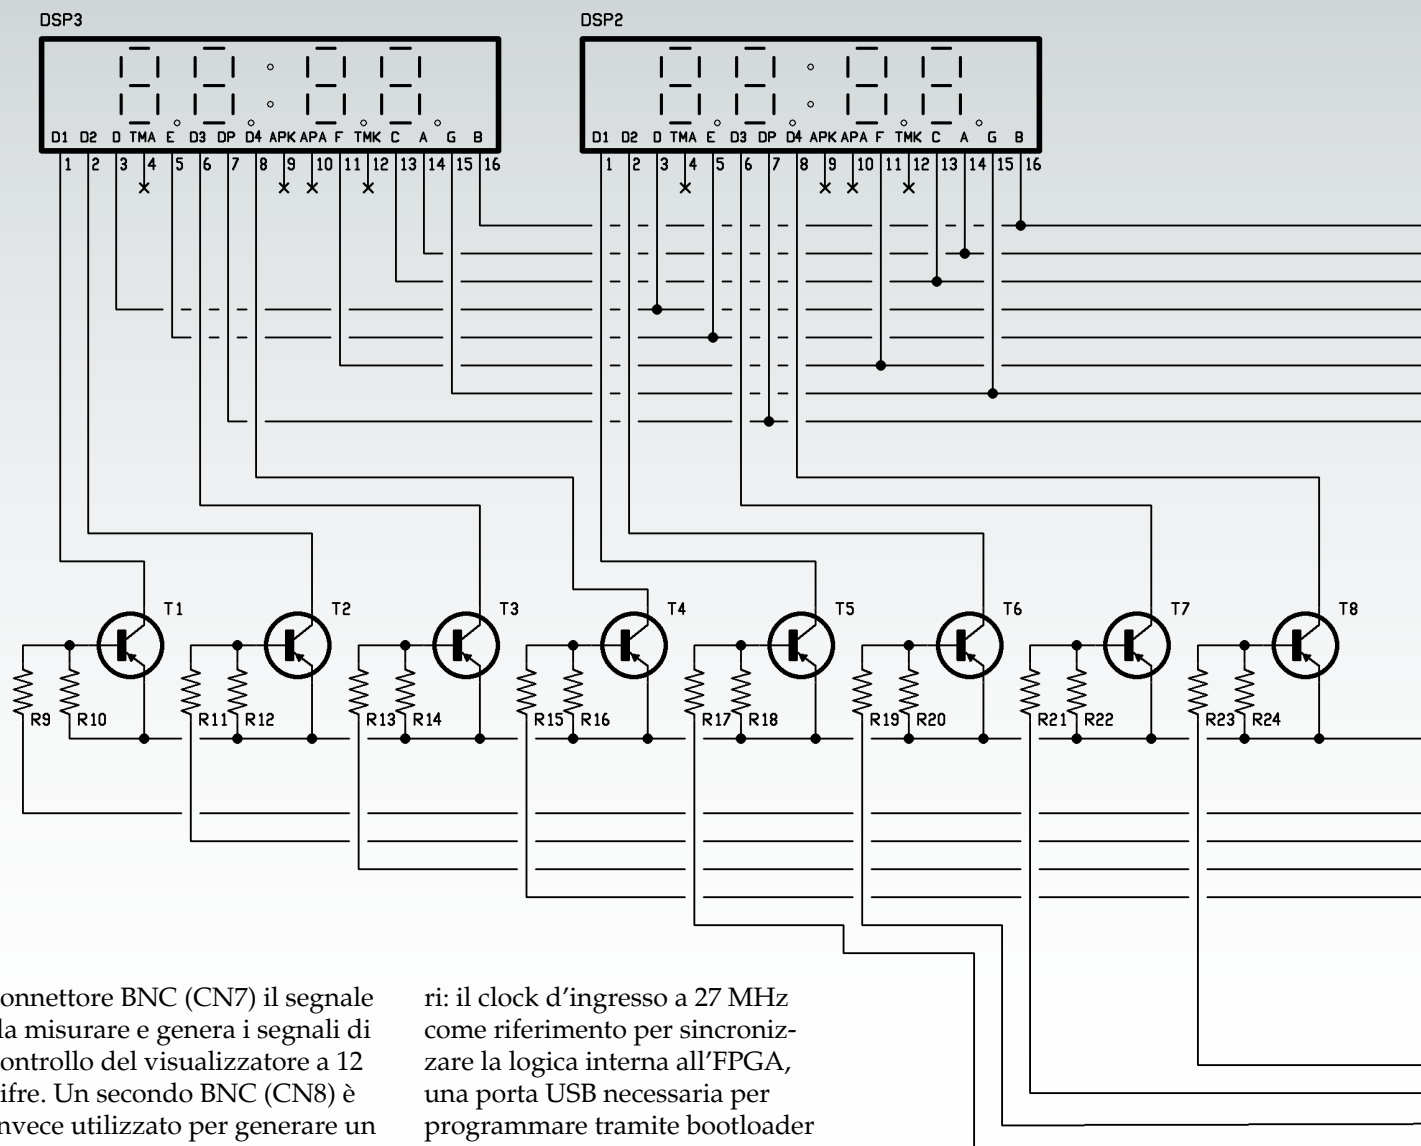 DSP3 DSP2
D1 D2 D TMA E D3 DP D4 APK APA F TMK C A G B D1 D2 D TMA E D3 DP D4 APK APA F TMK C A G B
1 2 3 4 5 6 7 8 9 10 11 12 13 14 15 16 1 2 3 4 5 6 7 8 9 10 11 12 13 14 15 16
T1 T2 T3 T4 T5 T6 T7 T8
R9 R10 R11 R12 R13 R14 R15 R16 R17 R18 R19 R20 R21 R22 R23 R24
onnettore BNC (CN7) il segnale
la misurare e genera i segnali di
ontrollo del visualizzatore a 12
ifre. Un secondo BNC (CN8) è
nvece utilizzato per generare un
ri: il clock d'ingresso a 27 MHz
come riferimento per sincroniz-
zare la logica interna all'FPGA,
una porta USB necessaria per
programmare tramite bootloader